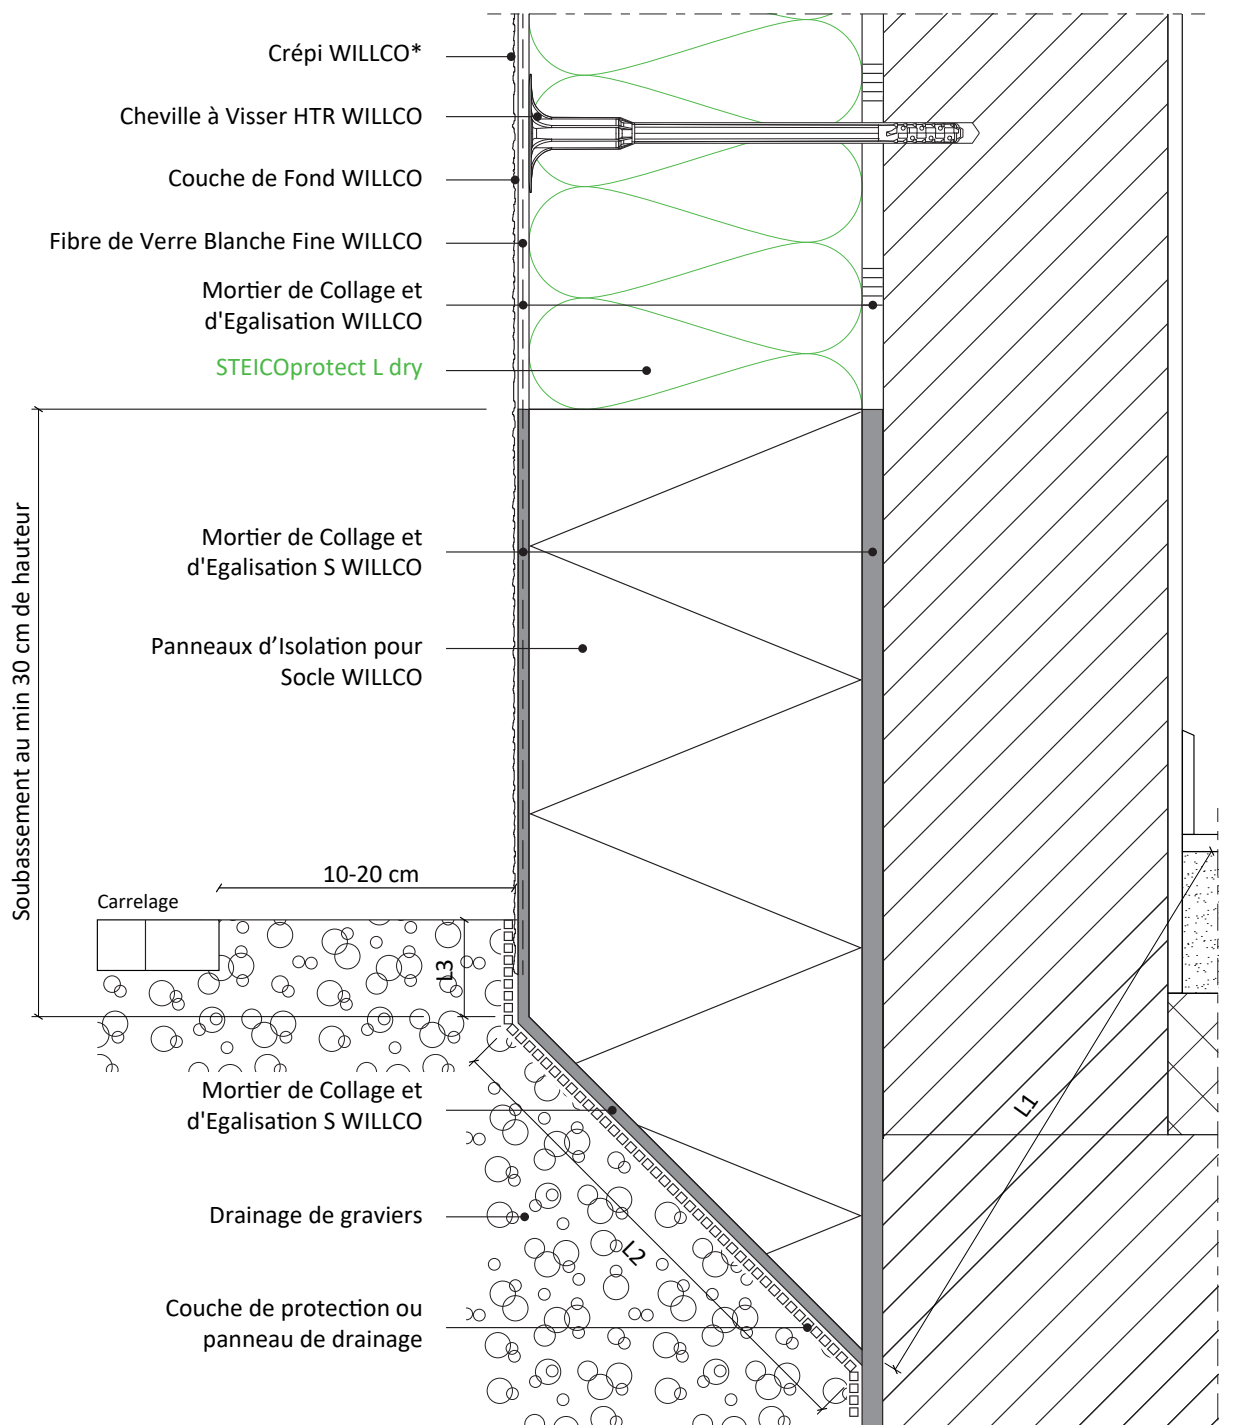 Crépi WILLCO*
Cheville à Visser HTR WILLCO
Couche de Fond WILLCO
Fibre de Verre Blanche Fine WILLCO
Mortier de Collage et
d'Egalisation WILLCO
STEICOprotect L dry
Soubassement au min 30 cm de hauteur
Mortier de Collage et
d'Egalisation S WILLCO
Panneaux d’Isolation pour
Socle WILLCO
10-20 cm
Carrelage
L3
Mortier de Collage et
d'Egalisation S WILLCO
L1
Drainage de graviers
L2
Couche de protection ou
panneau de drainage